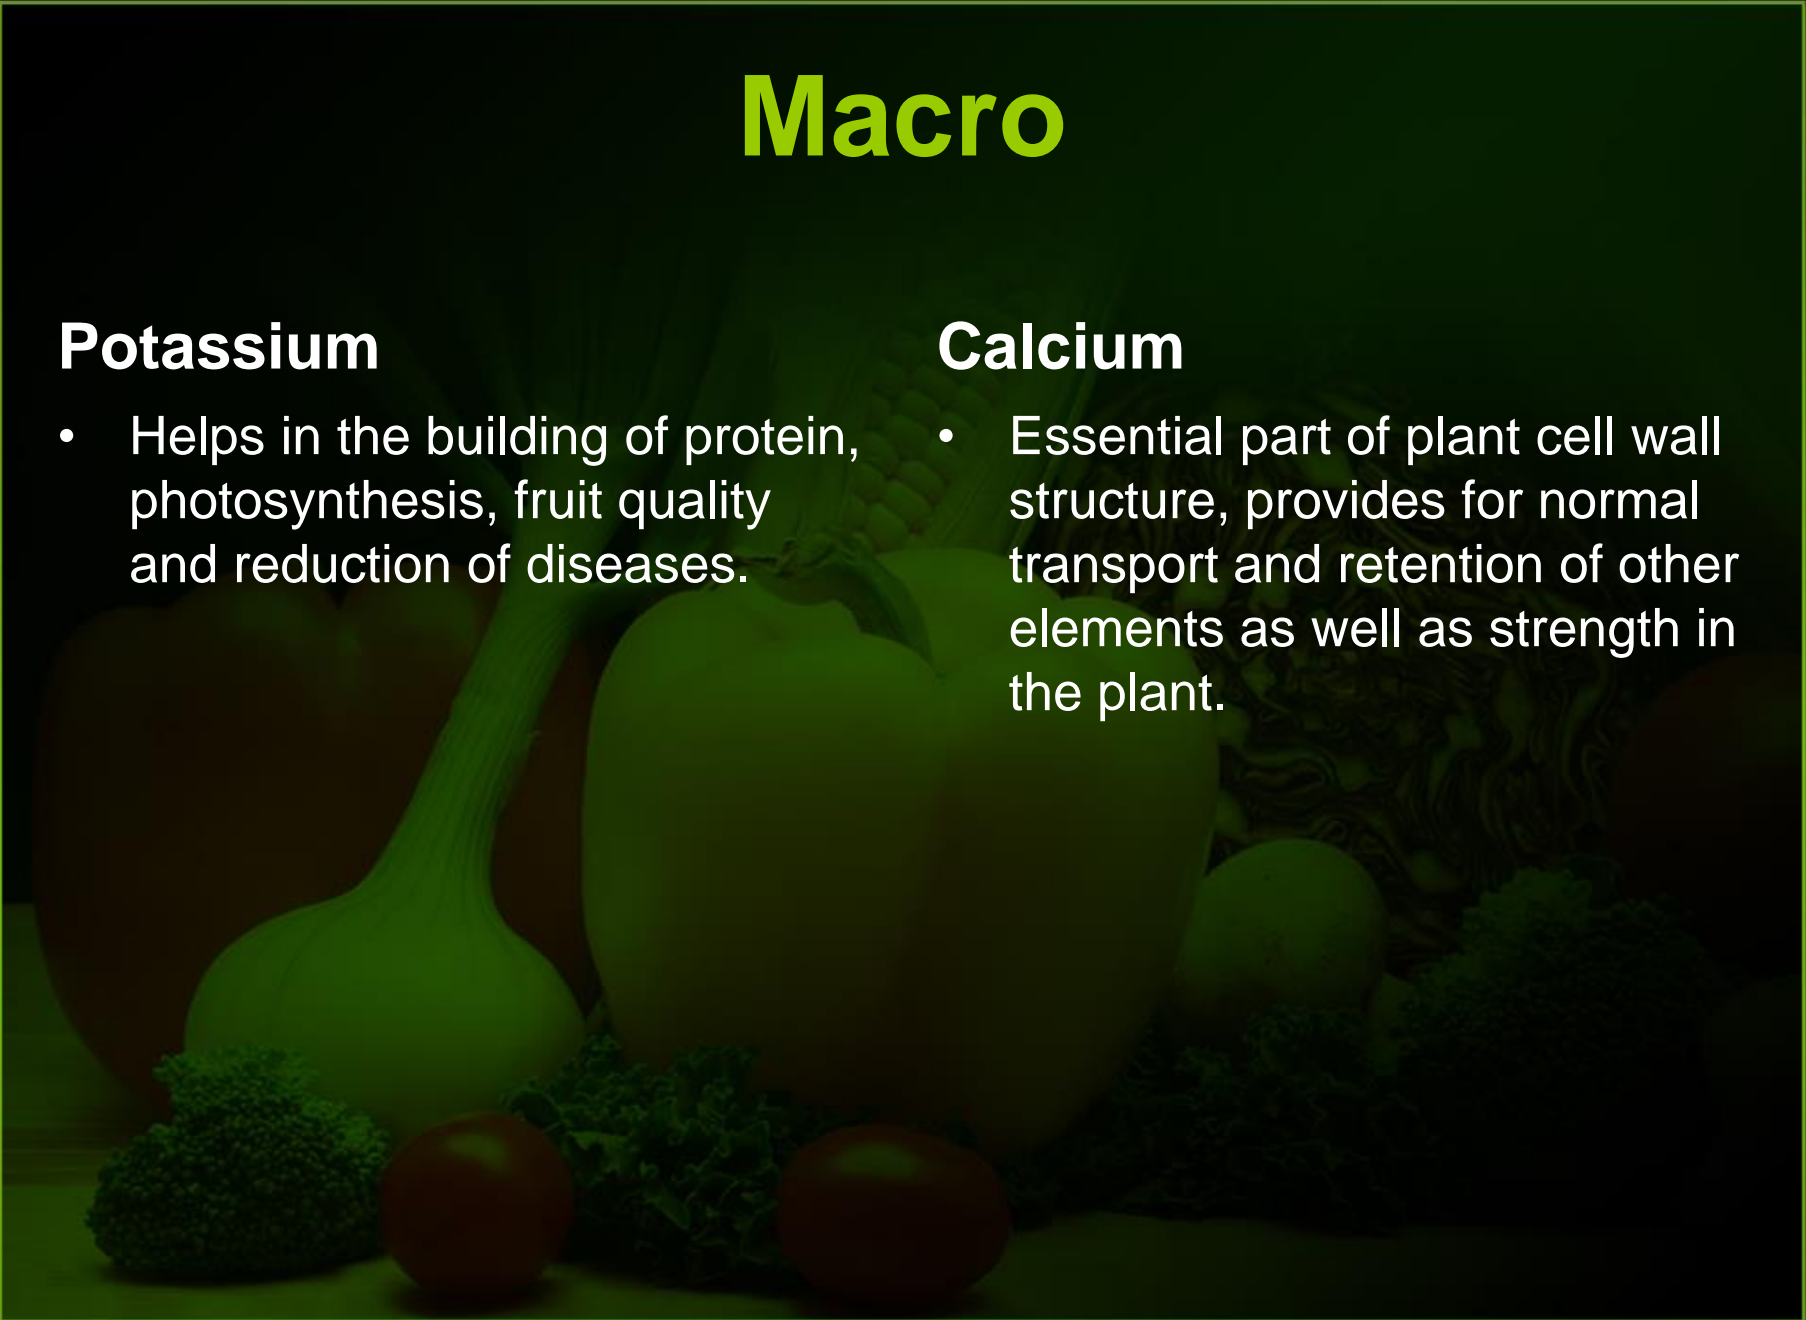 Macro
Potassium
• Helps in the building of protein,
photosynthesis, fruit quality
and reduction of diseases.
Calcium
• Essential part of plant cell wall
structure, provides for normal
transport and retention of other
elements as well as strength in
the plant.